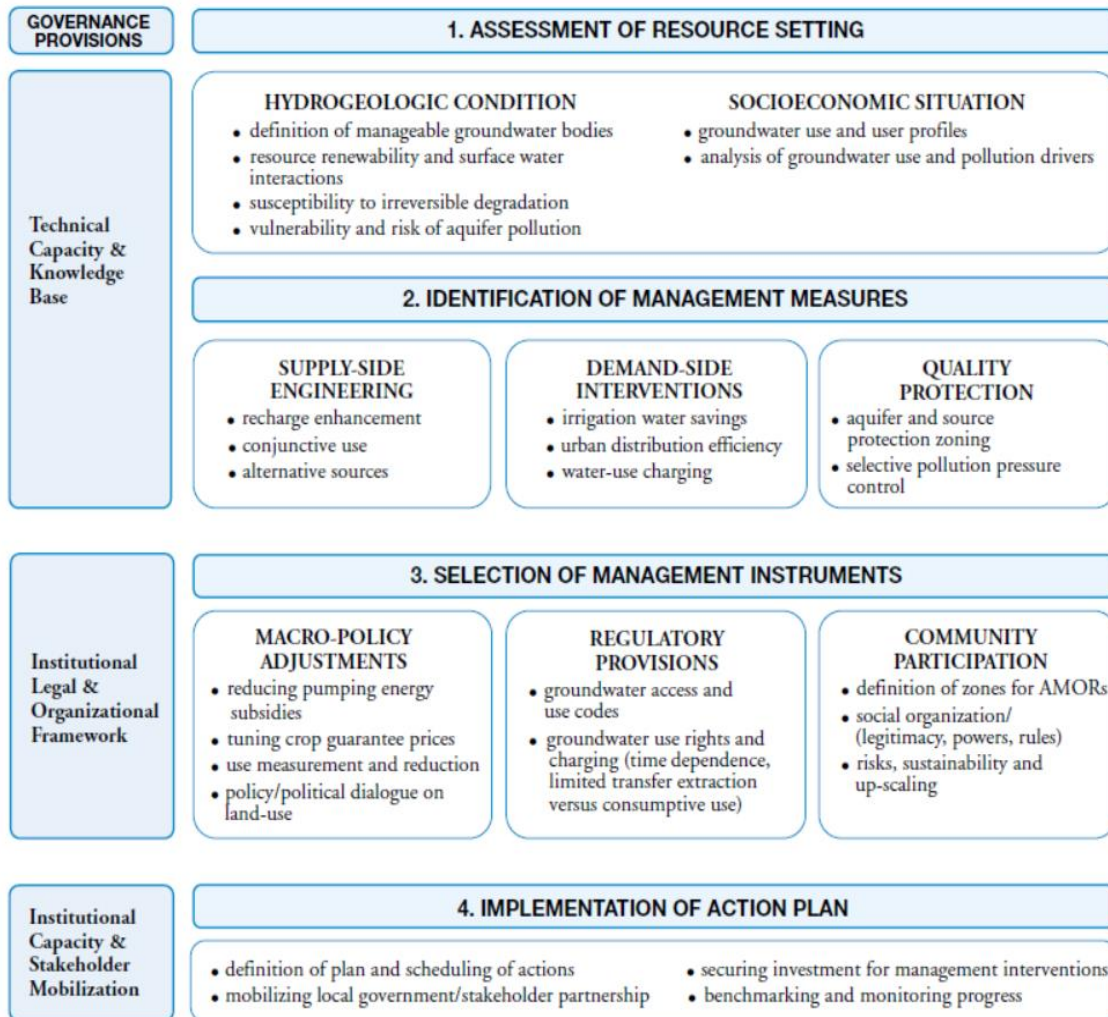 GOVERNANCE
PROVISIONS
1. ASSESSMENT OF RESOURCE SETTING
Technical
Capacity &
Knowledge
Base
HYDROGEOLOGIC CONDITION
• definition of manageable groundwater bodies
• resource renewability and surface water
interactions
• susceptibility to irreversible degradation
• vulnerability and risk of aquifer pollution
SOCIOECONOMIC SITUATION
• groundwater use and user profiles
• analysis of groundwater use and pollution drivers
2. IDENTIFICATION OF MANAGEMENT MEASURES
SUPPLY-SIDE
ENGINEERING
• recharge enhancement
• conjunctive use
• alternative sources
DEMAND-SIDE
INTERVENTIONS
• irrigation water savings
• urban distribution efficiency
• water-use charging
QUALITY
PROTECTION
• aquifer and source
protection zoning
• selective pollution pressure
control
Institutional
Legal &
Organizational
Framework
3. SELECTION OF MANAGEMENT INSTRUMENTS
MACRO-POLICY
ADJUSTMENTS
• reducing pumping energy
subsidies
• tuning crop guarantee prices
• use measurement and reduction
• policy/political dialogue on
land-use
REGULATORY
PROVISIONS
• groundwater access and
use codes
• groundwater use rights and
charging (time dependence,
limited transfer extraction
versus consumptive use)
COMMUNITY
PARTICIPATION
• definition of zones for AMORs
• social organization/
(legitimacy, powers, rules)
• risks, sustainability and
up-scaling
Institutional
Capacity &
Stakeholder
Mobilization
4. IMPLEMENTATION OF ACTION PLAN
• definition of plan and scheduling of actions
• mobilizing local government/stakeholder partnership
• securing investment for management interventions
• benchmarking and monitoring progress